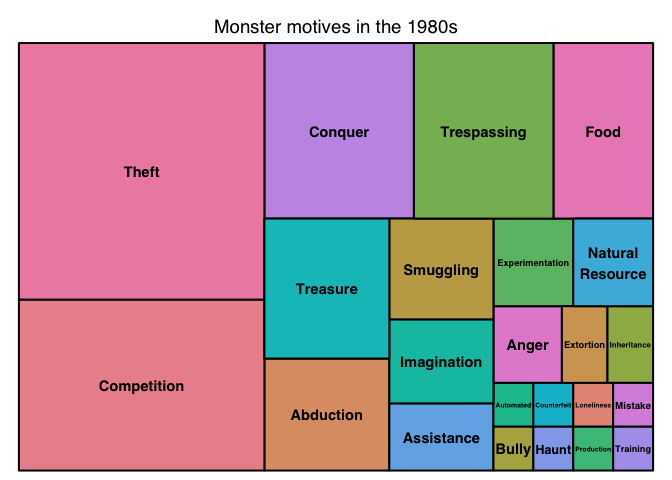 Monster motives in the 1980s
Theft
Competition
Conquer
Trespassing
Food
Treasure
Abduction
Smuggling
Imagination
Assistance
Experimentation
Natural
Resource
Anger
Extortion
Inheritance
Automated
Counterfeit
Loneliness
Mistake
Bully
Haunt
Production
Training